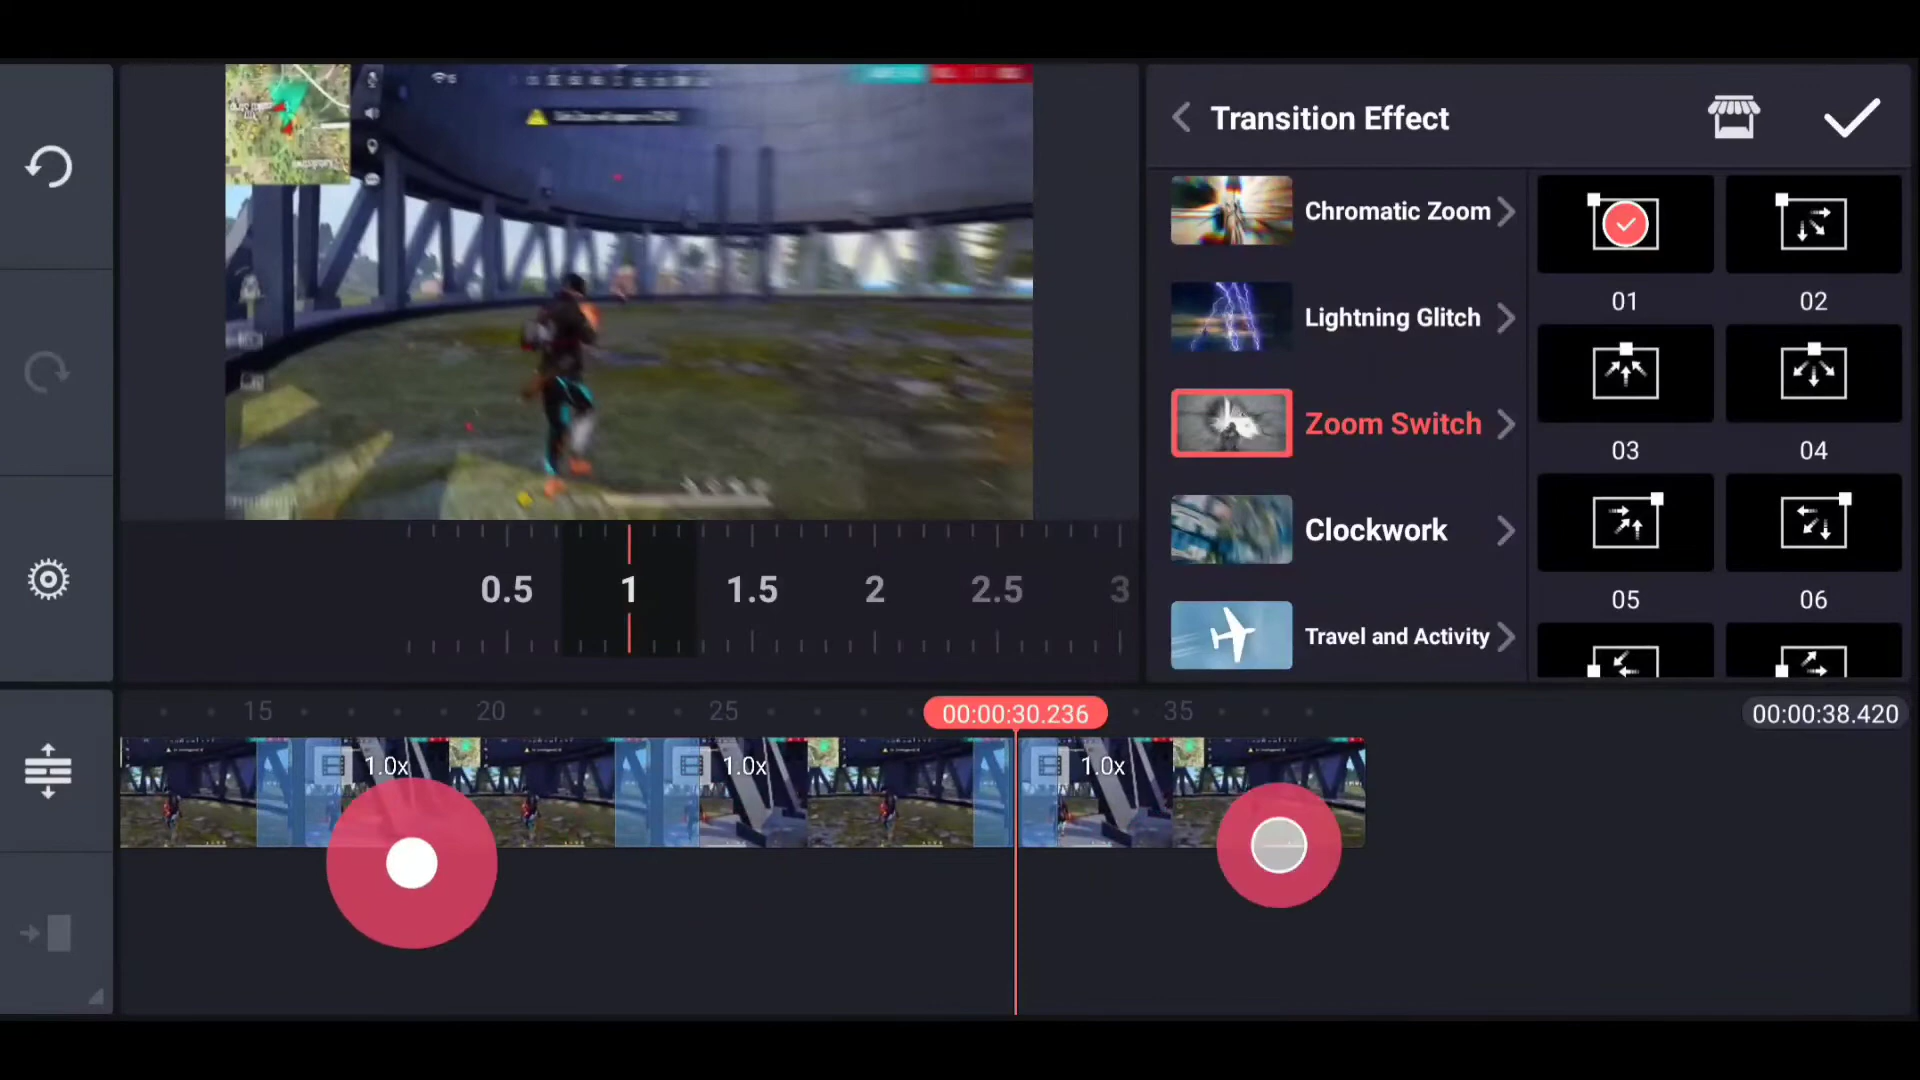 Transition Effect
Chromatic Zoom
Lightning Glitch
Zoom Switch
Clockwork
Travel and Activity
01
02
03
04
05
06
0.5
1
1.5
2
2.5
3
15
20
25
00:00:30.236
35
00:00:38.420
1.0x
1.0x
1.0x